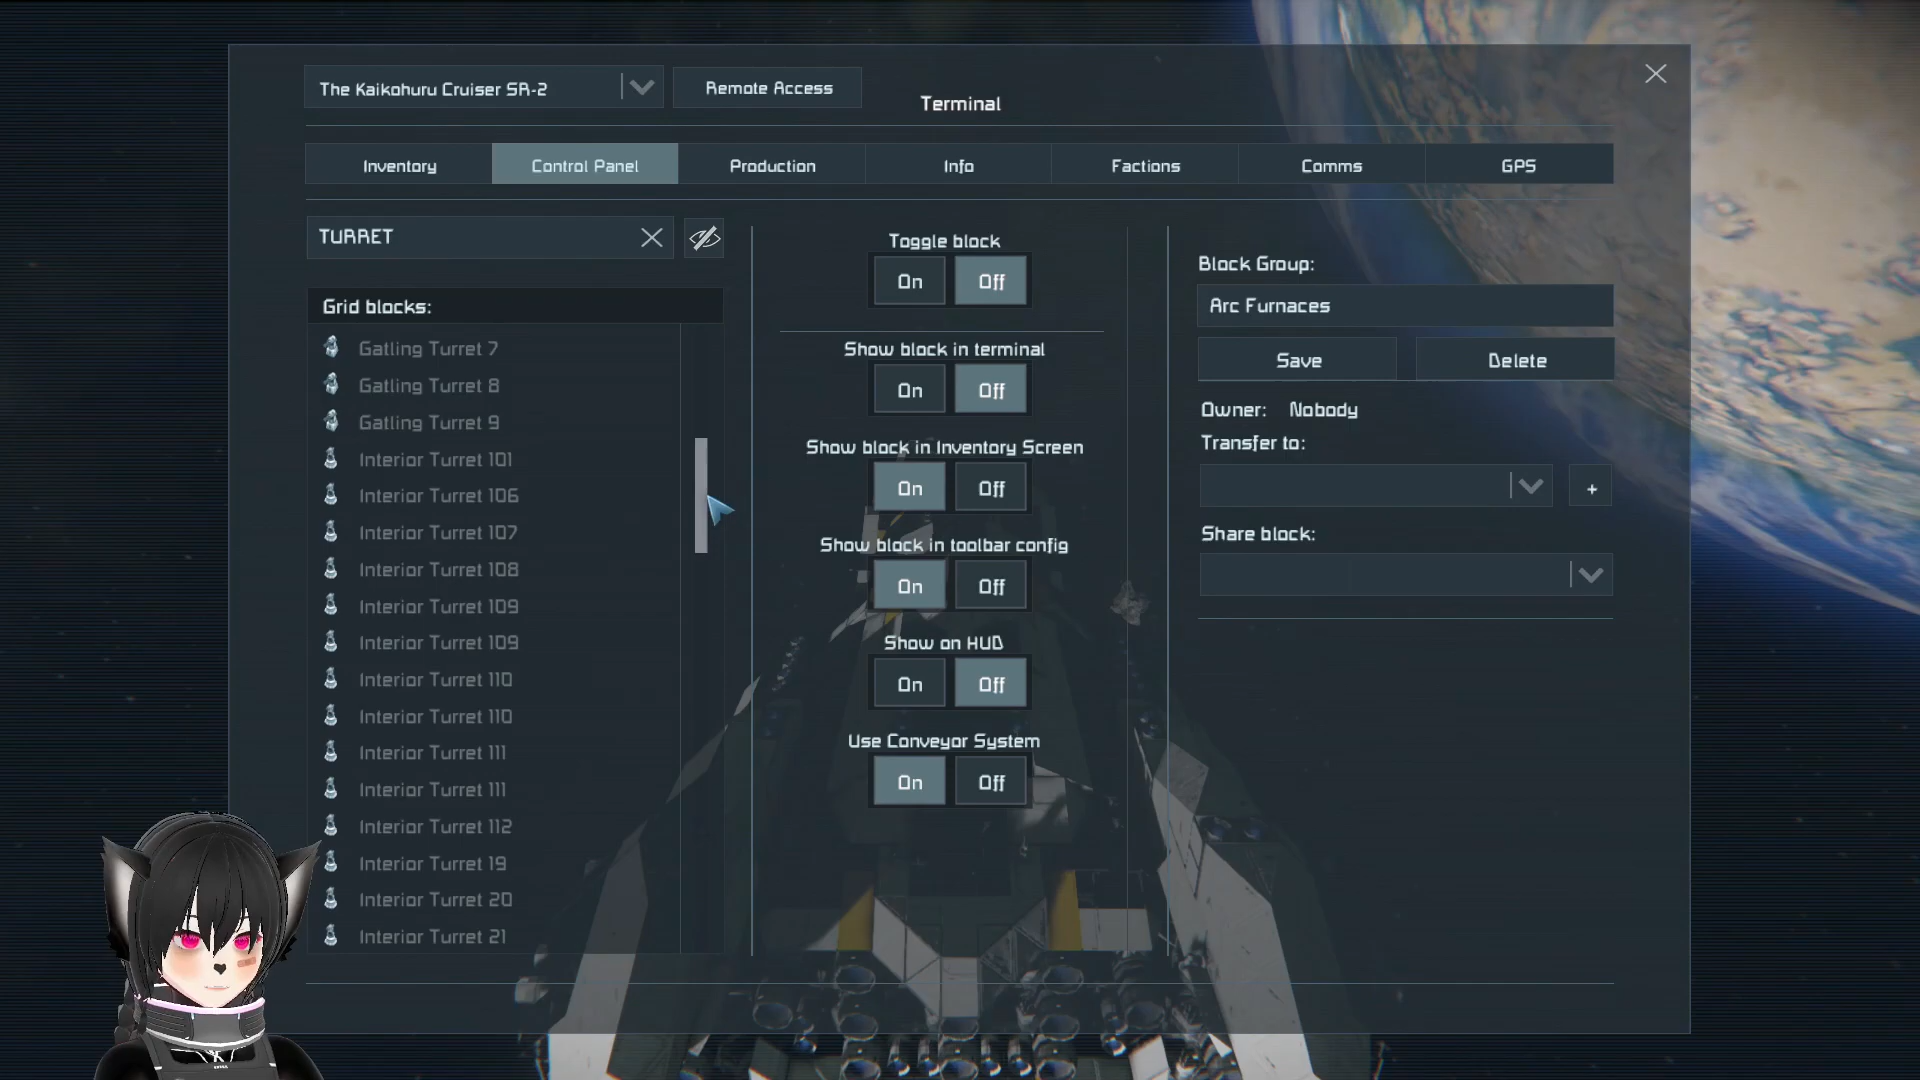 The Kaikohuru Cruiser SR-2
Remote Access
Terminal
Inventory
Control Panel
Production
Info
Factions
Comms
GPS
TURRET
Grid blocks:
Gatling Turret 7
Gatling Turret 8
Gatling Turret 9
Interior Turret 101
Interior Turret 106
Interior Turret 107
Interior Turret 108
Interior Turret 109
Interior Turret 109
Interior Turret 110
Interior Turret 110
Interior Turret 111
Interior Turret 111
Interior Turret 112
Interior Turret 19
Interior Turret 20
Interior Turret 21
Toggle block
On Off
Show block in terminal
On Off
Show block in Inventory Screen
On Off
Show block in toolbar config
On Off
Show on HUD
On Off
Use Conveyor System
On Off
Block Group:
Arc Furnaces
Save
Delete
Owner: Nobody
Transfer to:
+
Share block: